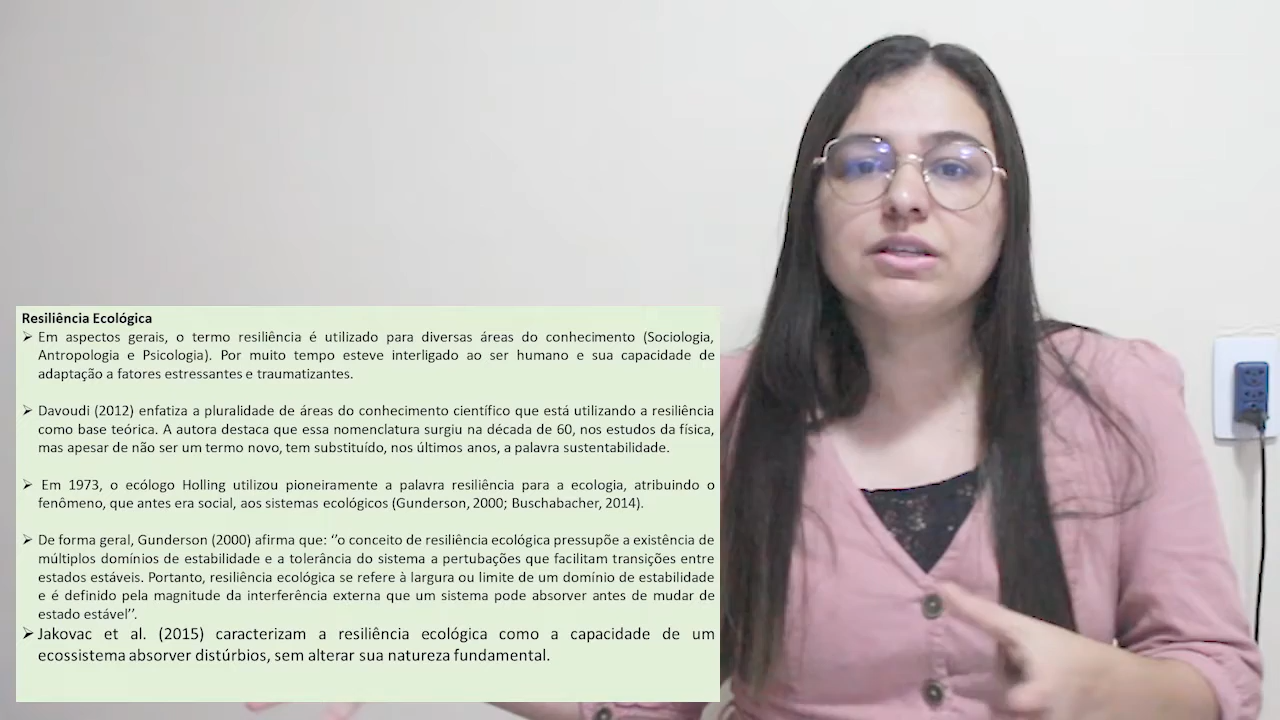 Resiliência Ecológica
➢ Em aspectos gerais, o termo resiliência é utilizado para diversas áreas do conhecimento (Sociologia,
Antropologia e Psicologia). Por muito tempo esteve interligado ao ser humano e sua capacidade de
adaptação a fatores estressantes e traumatizantes.
➢ Davoudi (2012) enfatiza a pluralidade de áreas do conhecimento científico que está utilizando a resiliência
como base teórica. A autora destaca que essa nomenclatura surgiu na década de 60, nos estudos da física,
mas apesar de não ser um termo novo, tem substituído, nos últimos anos, a palavra sustentabilidade.
➢ Em 1973, o ecólogo Holling utilizou pioneiramente a palavra resiliência para a ecologia, atribuindo o
fenômeno, que antes era social, aos sistemas ecológicos (Gunderson, 2000; Buschabacher, 2014).
➢ De forma geral, Gunderson (2000) afirma que: ‘’o conceito de resiliência ecológica pressupõe a existência de
múltiplos domínios de estabilidade e a tolerância do sistema a pertubações que facilitam transições entre
estados estáveis. Portanto, resiliência ecológica se refere à largura ou limite de um domínio de estabilidade
e é definido pela magnitude da interferência externa que um sistema pode absorver antes de mudar de
estado estável’’.
➢ Jakovac et al. (2015) caracterizam a resiliência ecológica como a capacidade de um
ecossistema absorver distúrbios, sem alterar sua natureza fundamental.